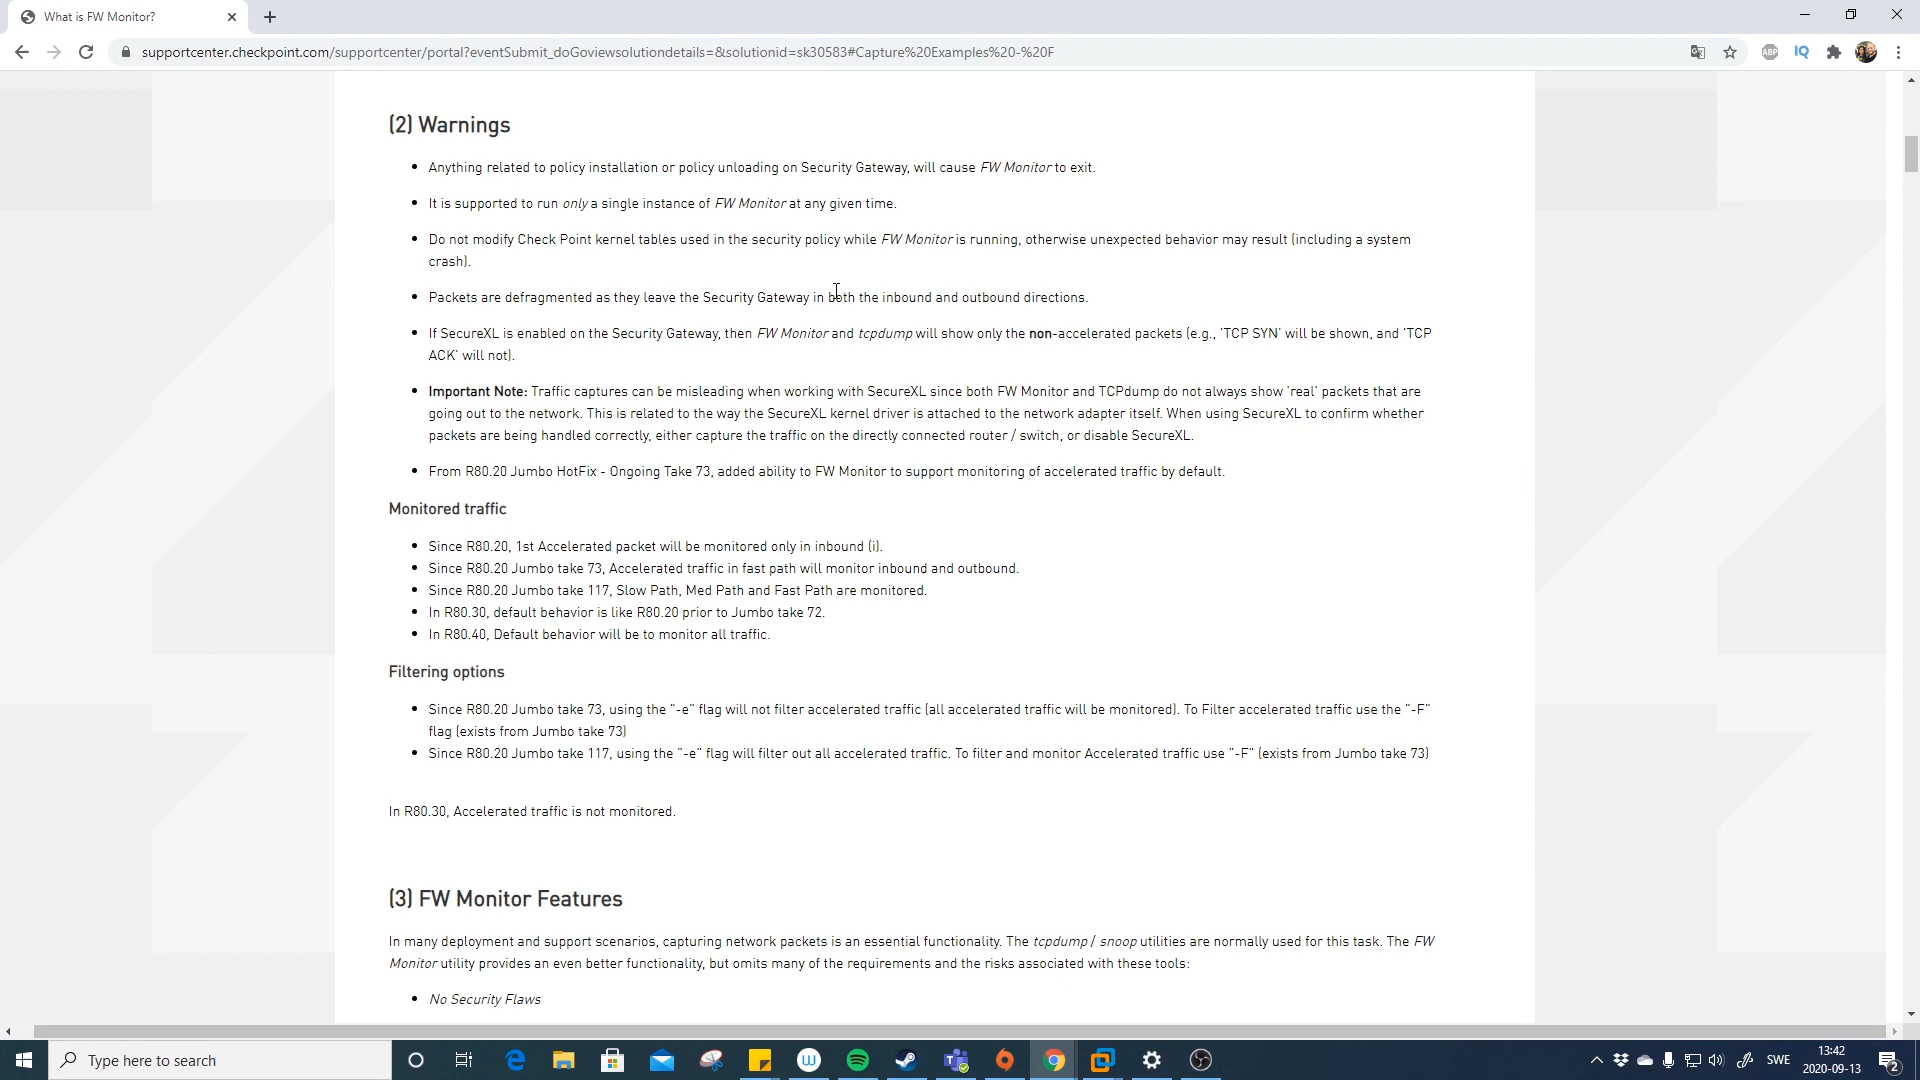 What is FW Monitor?
supportcenter.checkpoint.com/supportcenter/portal?eventSubmit_doGoviewsolutiondetails=&solutionid=sk30583#Capture%20Examples%20-%20F
ABP
IQ
(2) Warnings
• Anything related to policy installation or policy unloading on Security Gateway, will cause FW Monitor to exit.
• It is supported to run only a single instance of FW Monitor at any given time.
• Do not modify Check Point kernel tables used in the security policy while FW Monitor is running, otherwise unexpected behavior may result (including a system
crash).
• Packets are defragmented as they leave the Security Gateway in both the inbound and outbound directions.
• If SecureXL is enabled on the Security Gateway, then FW Monitor and tcpdump will show only the non-accelerated packets (e.g., 'TCP SYN' will be shown, and 'TCP
ACK' will not).
• Important Note: Traffic captures can be misleading when working with SecureXL since both FW Monitor and TCPdump do not always show 'real' packets that are
going out to the network. This is related to the way the SecureXL kernel driver is attached to the network adapter itself. When using SecureXL to confirm whether
packets are being handled correctly, either capture the traffic on the directly connected router / switch, or disable SecureXL.
• From R80.20 Jumbo HotFix - Ongoing Take 73, added ability to FW Monitor to support monitoring of accelerated traffic by default.
Monitored traffic
• Since R80.20, 1st Accelerated packet will be monitored only in inbound (i).
• Since R80.20 Jumbo take 73, Accelerated traffic in fast path will monitor inbound and outbound.
• Since R80.20 Jumbo take 117, Slow Path, Med Path and Fast Path are monitored.
• In R80.30, default behavior is like R80.20 prior to Jumbo take 72.
• In R80.40, Default behavior will be to monitor all traffic.
Filtering options
• Since R80.20 Jumbo take 73, using the "-e" flag will not filter accelerated traffic (all accelerated traffic will be monitored). To Filter accelerated traffic use the "-F"
flag (exists from Jumbo take 73)
• Since R80.20 Jumbo take 117, using the "-e" flag will filter out all accelerated traffic. To filter and monitor Accelerated traffic use "-F" (exists from Jumbo take 73)
In R80.30, Accelerated traffic is not monitored.
(3) FW Monitor Features
In many deployment and support scenarios, capturing network packets is an essential functionality. The tcpdump / snoop utilities are normally used for this task. The FW
Monitor utility provides an even better functionality, but omits many of the requirements and the risks associated with these tools:
• No Security Flaws
Type here to search
SWE
13:42
2020-09-13
2